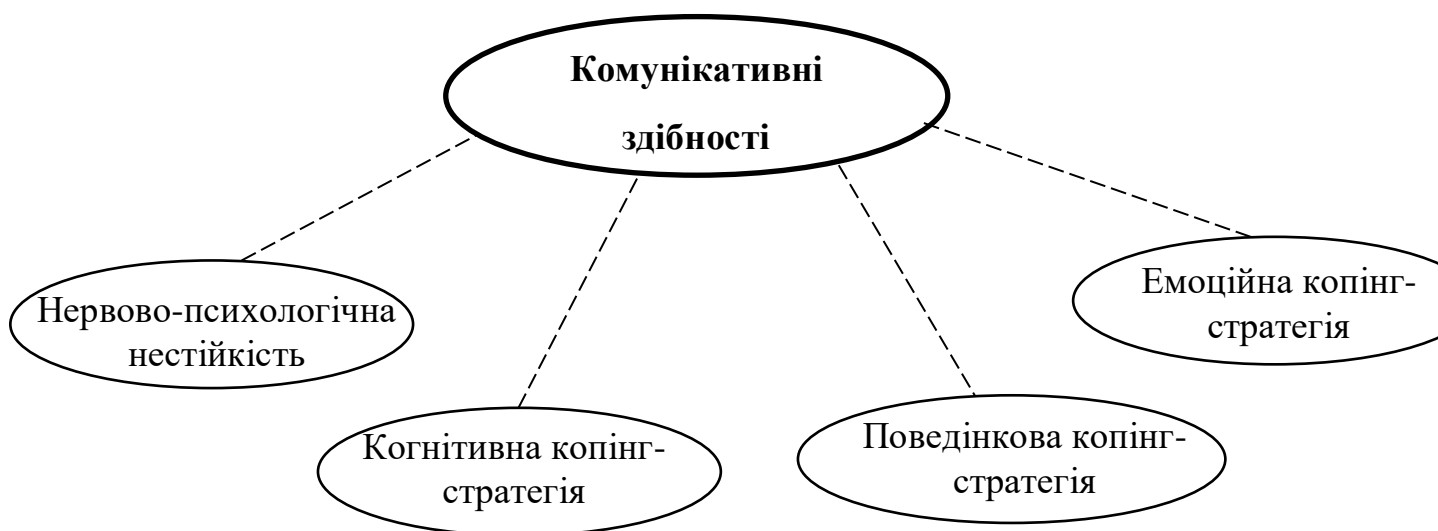 Комунікативні
здібності
Нервово-психологічна
нестійкість
Когнітивна копінг-
стратегія
Поведінкова копінг-
стратегія
Емоційна копінг-
стратегія